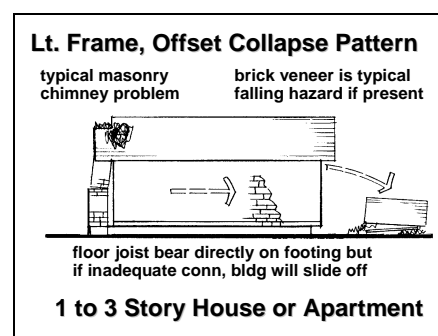 Lt. Frame, Offset Collapse Pattern
typical masonry
chimney problem
brick veneer is typical
falling hazard if present
floor joist bear directly on footing but
if inadequate conn, bldg will slide off
1 to 3 Story House or Apartment